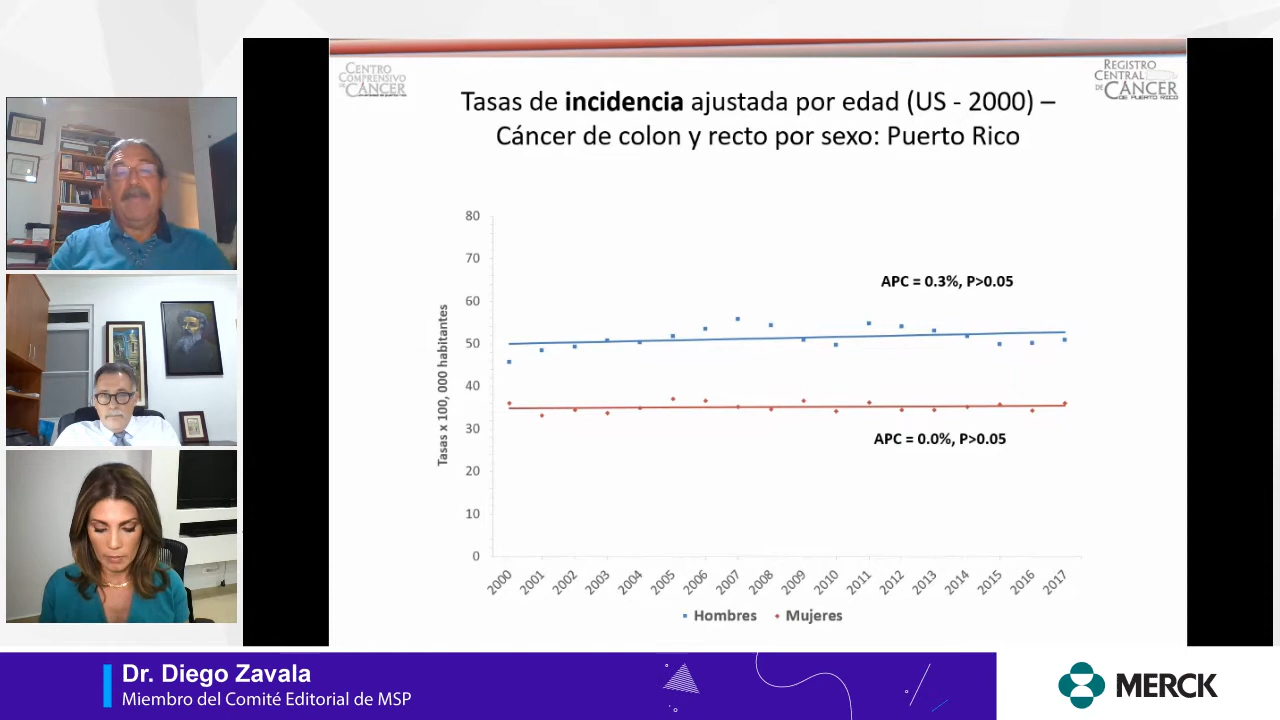 CENTRO
COMPRENSIVO
DE CÁNCER
REGISTRO
CENTRAL
DE CÁNCER
DE PUERTO RICO
Tasas de incidencia ajustada por edad (US - 2000) –
Cáncer de colon y recto por sexo: Puerto Rico
Tasas x 100, 000 habitantes
80
70
60
50
40
30
20
10
0
APC = 0.3%, P>0.05
APC = 0.0%, P>0.05
2000 2001 2002 2003 2004 2005 2006 2007 2008 2009 2010 2011 2012 2013 2014 2015 2016 2017
Hombres Mujeres
Dr. Diego Zavala
Miembro del Comité Editorial de MSP
MERCK